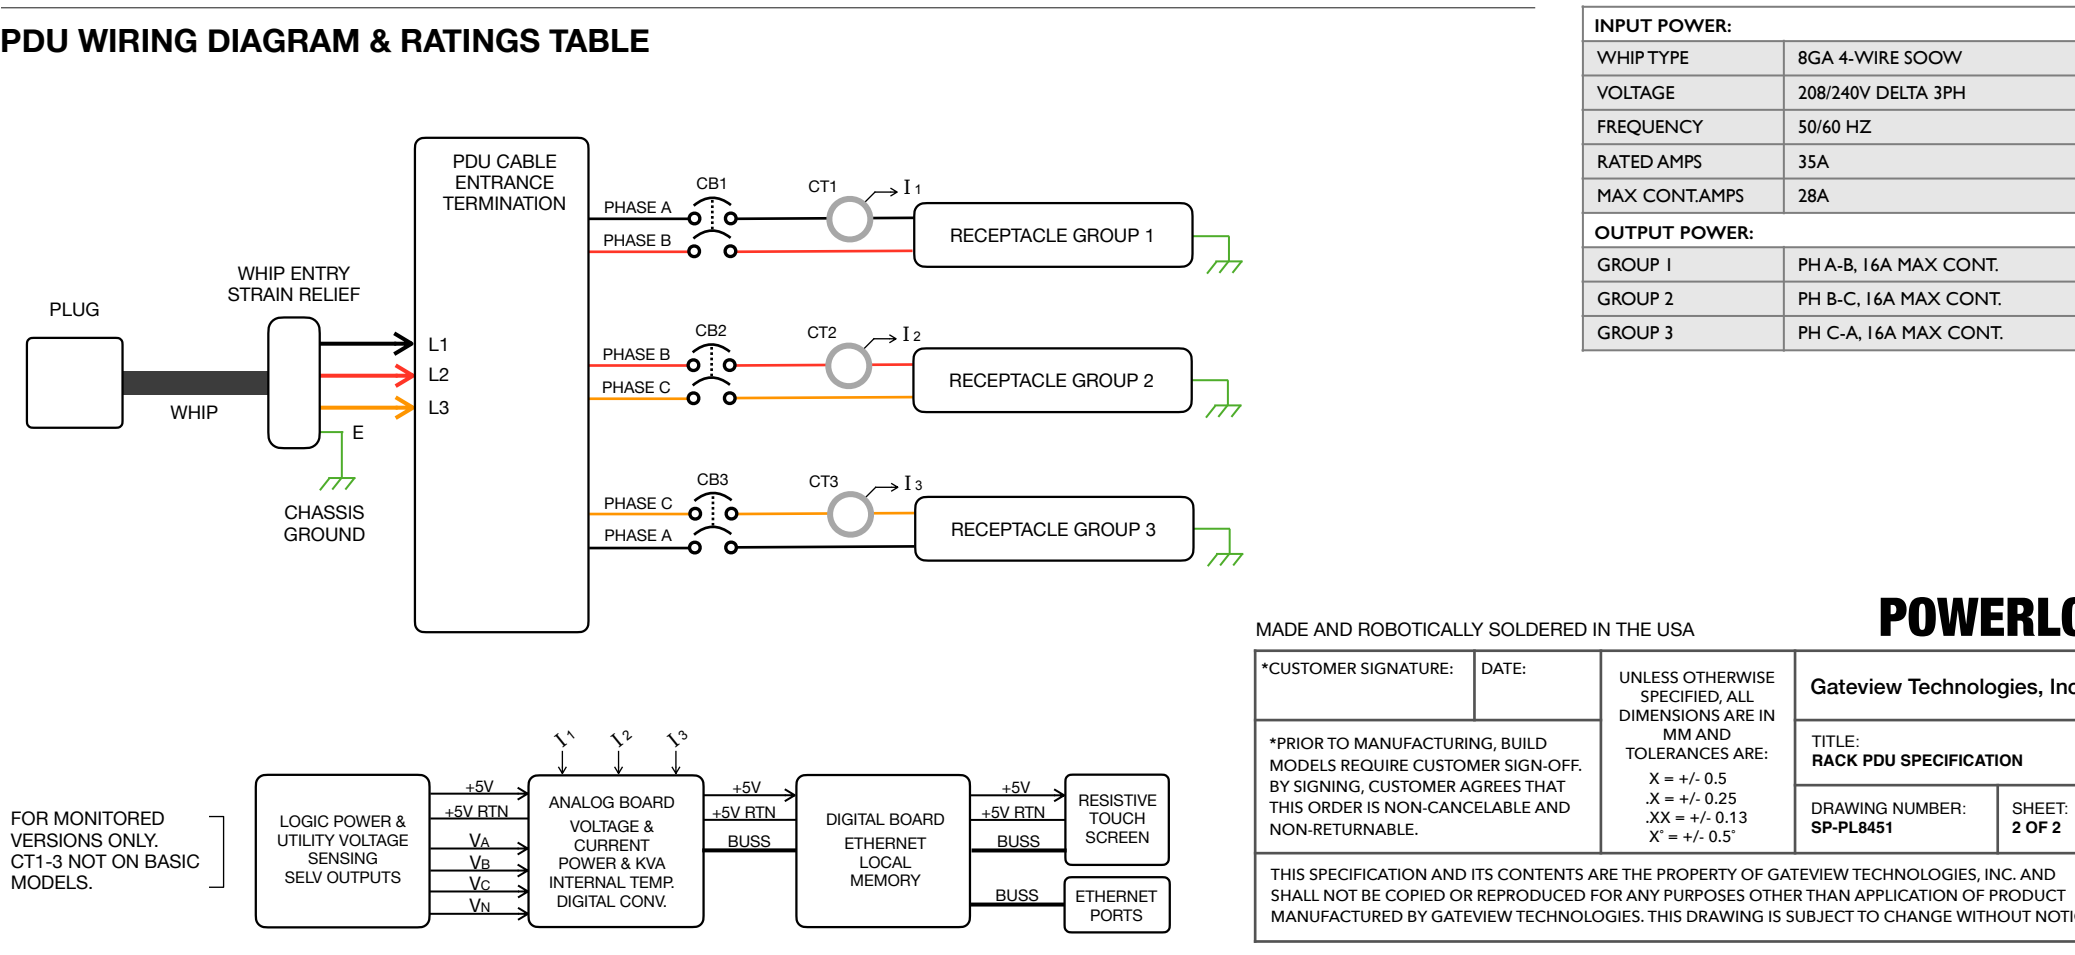 PDU WIRING DIAGRAM & RATINGS TABLE
INPUT POWER:
WHIP TYPE 8GA 4-WIRE SOOW
VOLTAGE 208/240V DELTA 3PH
FREQUENCY 50/60 HZ
RATED AMPS 35A
MAX CONT.AMPS 28A
OUTPUT POWER:
GROUP 1 PH A-B, 16A MAX CONT.
GROUP 2 PH B-C, 16A MAX CONT.
GROUP 3 PH C-A, 16A MAX CONT.
PLUG
WHIP
WHIP ENTRY
STRAIN RELIEF
L1
L2
L3
E
CHASSIS
GROUND
PDU CABLE
ENTRANCE
TERMINATION
PHASE A
PHASE B
CB1
CT1
I 1
RECEPTACLE GROUP 1
PHASE B
PHASE C
CB2
CT2
I 2
RECEPTACLE GROUP 2
PHASE C
PHASE A
CB3
CT3
I 3
RECEPTACLE GROUP 3
FOR MONITORED
VERSIONS ONLY.
CT1-3 NOT ON BASIC
MODELS.
LOGIC POWER &
UTILITY VOLTAGE
SENSING
SELV OUTPUTS
+5V
+5V RTN
VA
VB
VC
VN
I 1
I 2
I 3
ANALOG BOARD
VOLTAGE &
CURRENT
POWER & KVA
INTERNAL TEMP.
DIGITAL CONV.
+5V
+5V RTN
BUSS
DIGITAL BOARD
ETHERNET
LOCAL
MEMORY
+5V
+5V RTN
BUSS
BUSS
RESISTIVE
TOUCH
SCREEN
ETHERNET
PORTS
MADE AND ROBOTICALLY SOLDERED IN THE USA
*CUSTOMER SIGNATURE:
DATE:
*PRIOR TO MANUFACTURING, BUILD
MODELS REQUIRE CUSTOMER SIGN-OFF.
BY SIGNING, CUSTOMER AGREES THAT
THIS ORDER IS NON-CANCELABLE AND
NON-RETURNABLE.
UNLESS OTHERWISE
SPECIFIED, ALL
DIMENSIONS ARE IN
MM AND
TOLERANCES ARE:
X = +/- 0.5
.X = +/- 0.25
.XX = +/- 0.13
X° = +/- 0.5°
Gateview Technologies,
TITLE:
RACK PDU SPECIFICATION
DRAWING NUMBER:
SP-PL8451
SHEET:
2 OF 2
THIS SPECIFICATION AND ITS CONTENTS ARE THE PROPERTY OF GATEVIEW TECHNOLOGIES, INC. AND
SHALL NOT BE COPIED OR REPRODUCED FOR ANY PURPOSES OTHER THAN APPLICATION OF PRODUCT
MANUFACTURED BY GATEVIEW TECHNOLOGIES. THIS DRAWING IS SUBJECT TO CHANGE WITHOUT